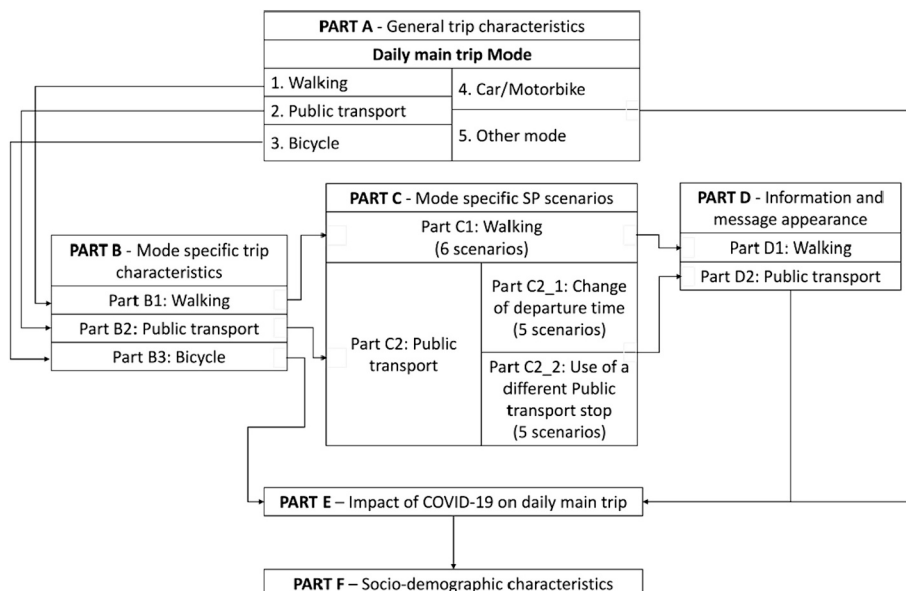 PART A - General trip characteristics
Daily main trip Mode
1. Walking
2. Public transport
3. Bicycle
4. Car/Motorbike
5. Other mode
PART B - Mode specific trip
characteristics
Part B1: Walking
Part B2: Public transport
Part B3: Bicycle
PART C - Mode specific SP scenarios
Part C1: Walking
(6 scenarios)
Part C2: Public
transport
Part C2_1: Change
of departure time
(5 scenarios)
Part C2_2: Use of a
different Public
transport stop
(5 scenarios)
PART D - Information and
message appearance
Part D1: Walking
Part D2: Public transport
PART E – Impact of COVID-19 on daily main trip
PART F – Socio-demographic characteristics